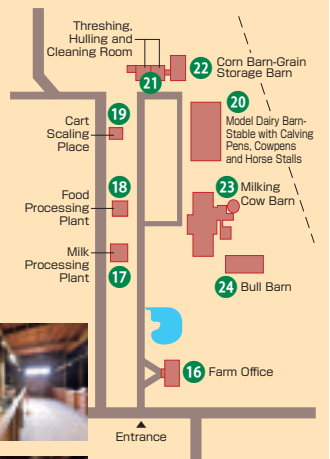 Threshing,
Hulling and
Cleaning Room
21
22 Corn Barn-Grain
Storage Barn
19
Cart
Scaling
Place
20
Model Dairy Barn-
Stable with Calving
Pens, Cowpens
and Horse Stalls
18
Food
Processing
Plant
23 Milking
Cow Barn
Milk
Processing
Plant
17
24 Bull Barn
16 Farm Office
Entrance